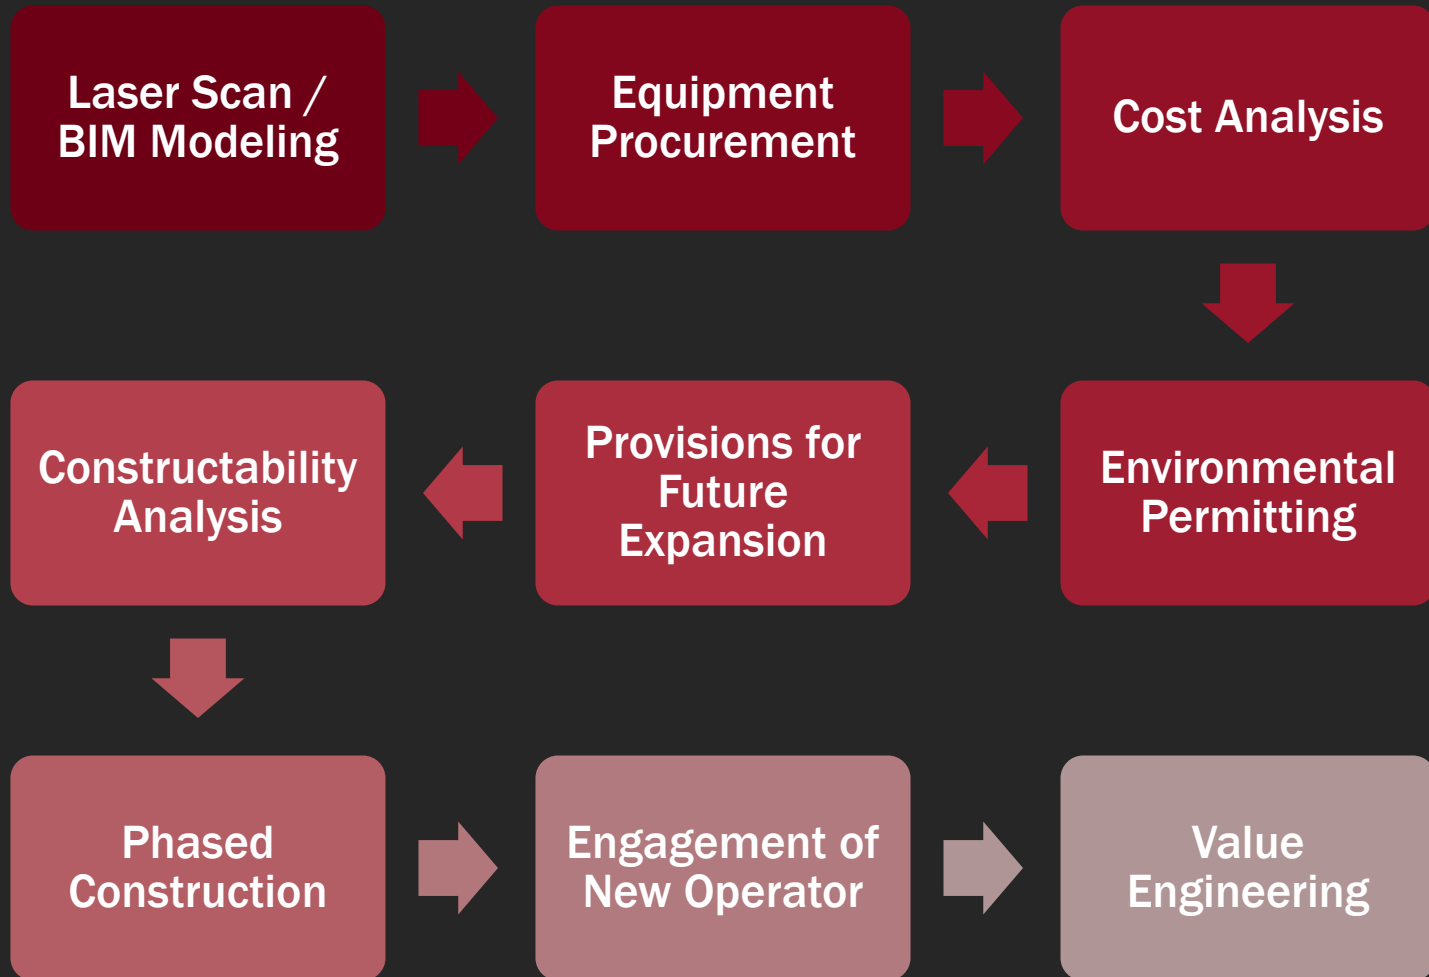 Laser Scan /
BIM Modeling
Equipment
Procurement
Cost Analysis
Environmental
Permitting
Provisions for
Future
Expansion
Constructability
Analysis
Phased
Construction
Engagement of
New Operator
Value
Engineering